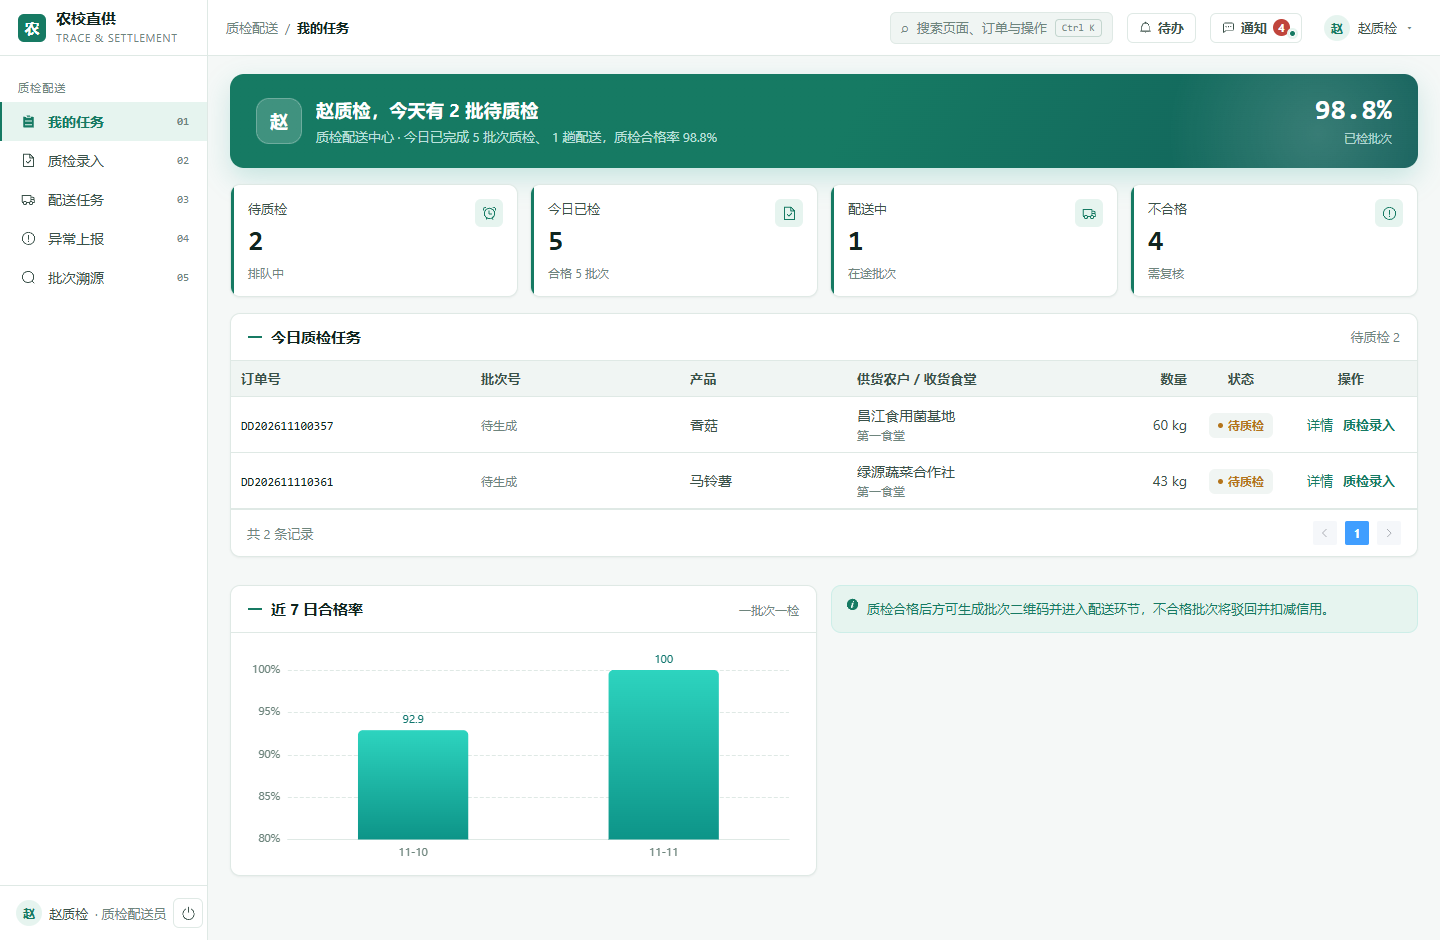 农
农校直供
TRACE & SETTLEMENT
质检配送 / 我的任务
搜索页面、订单与操作 Ctrl K
待办
通知 4
赵 赵质检
质检配送
我的任务 01
质检录入 02
配送任务 03
异常上报 04
批次溯源 05
赵
赵质检，今天有 2 批待质检
质检配送中心 · 今日已完成 5 批次质检、 1 趟配送，质检合格率 98.8%
98.8%
已检批次
待质检
2
排队中
今日已检
5
合格 5 批次
配送中
1
在途批次
不合格
4
需复核
今日质检任务
待质检 2
订单号 批次号 产品 供货农户 / 收货食堂 数量 状态 操作
DD202611100357 待生成 香菇 昌江食用菌基地 60 kg 待质检 详情 质检录入
第一食堂
DD202611110361 待生成 马铃薯 绿源蔬菜合作社 43 kg 待质检 详情 质检录入
第一食堂
共 2 条记录
1
近 7 日合格率
一批次一检
100%
95%
90%
85%
80%
92.9
100
11-10
11-11
质检合格后方可生成批次二维码并进入配送环节，不合格批次将驳回并扣减信用。
赵 赵质检 · 质检配送员